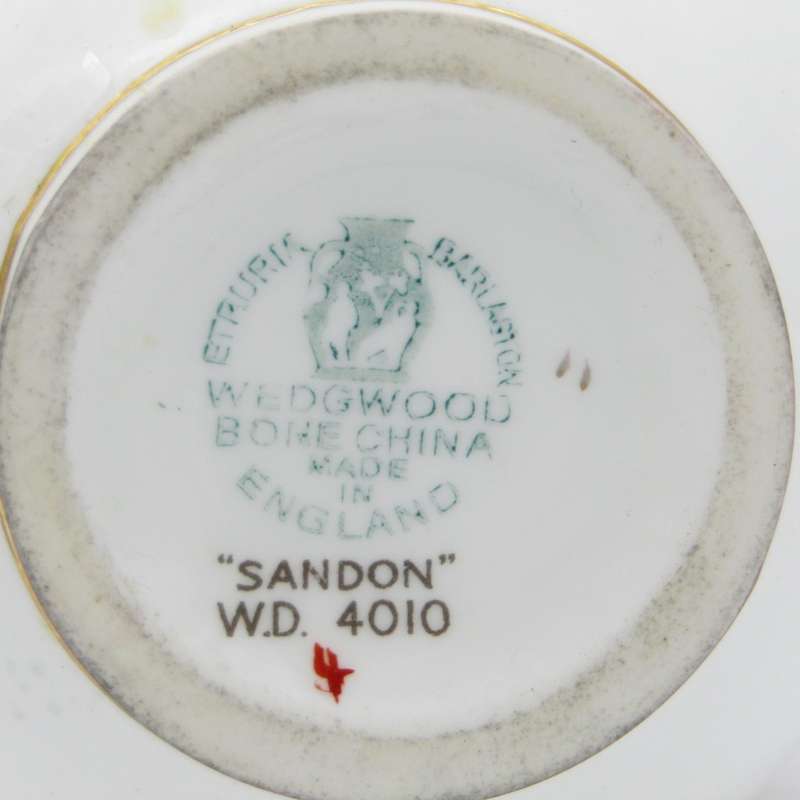 ETRURIA BARLASTON
WEDGWOOD
BONE CHINA
MADE
IN
ENGLAND
"SANDON"
W.D. 4010